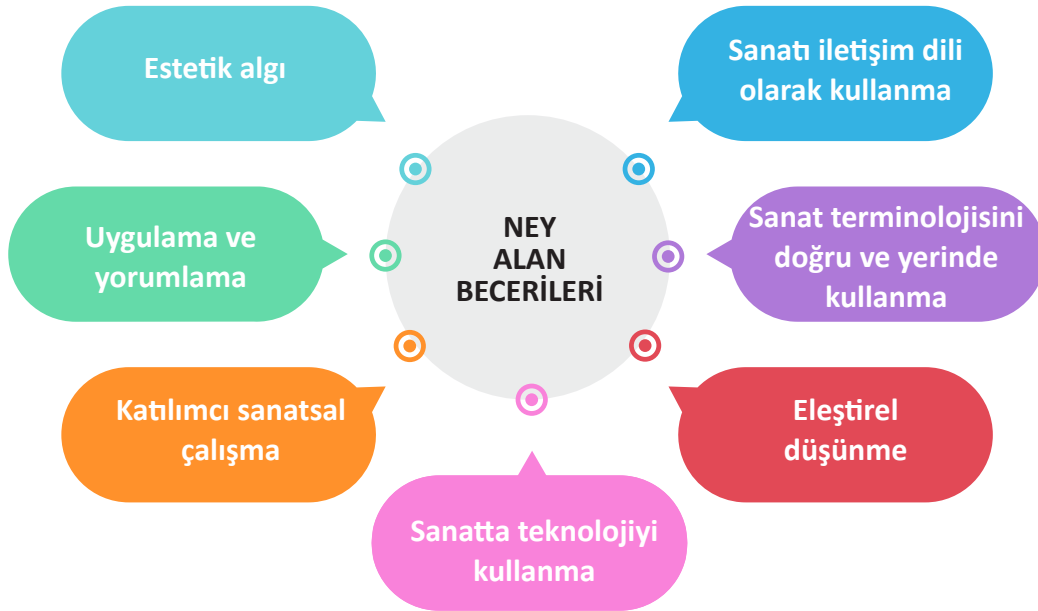 Estetik algı
Sanatı iletişim dili
olarak kullanma
Uygulama ve
yorumlama
NEY
ALAN
BECERİLERİ
Sanat terminolojisini
doğru ve yerinde
kullanma
Katılımcı sanatsal
çalışma
Eleştirel
düşünme
Sanatta teknolojiyi
kullanma